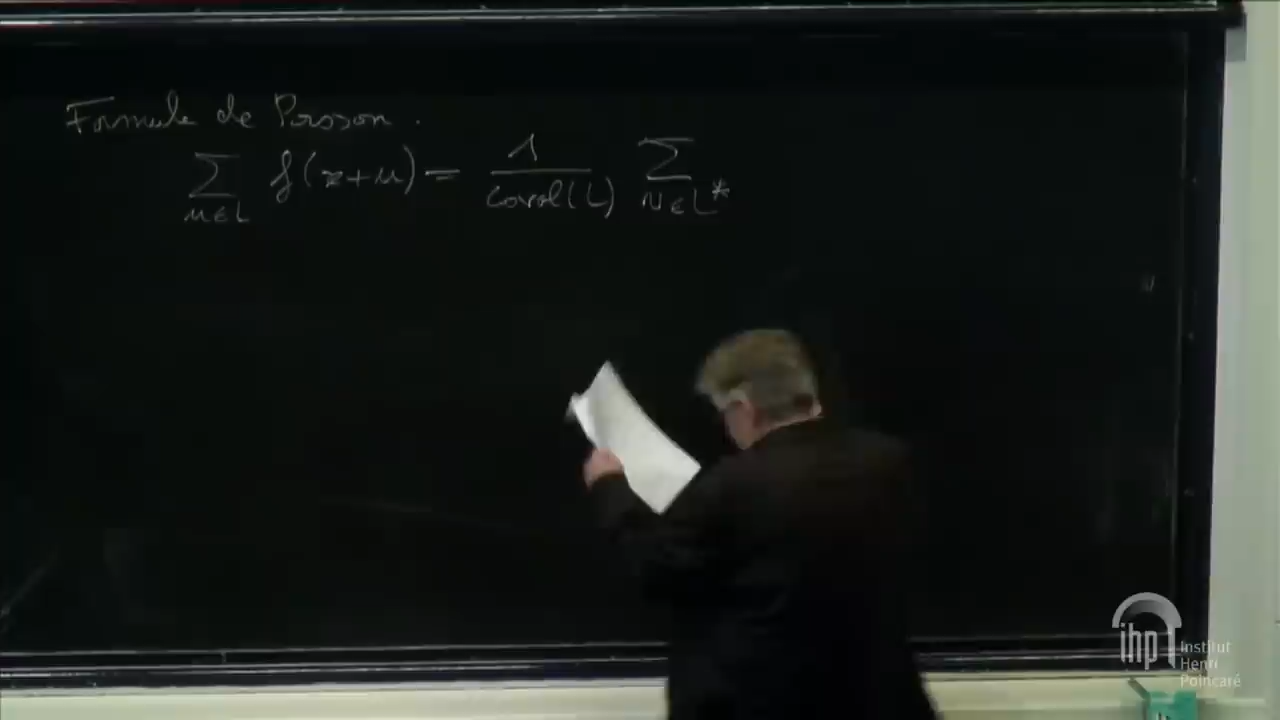 Formule de Poisson.
∑_{u∈L} f(x+u) = 1/covol(L) ∑_{v∈L*}
ihp Institut
Henri
Poincaré